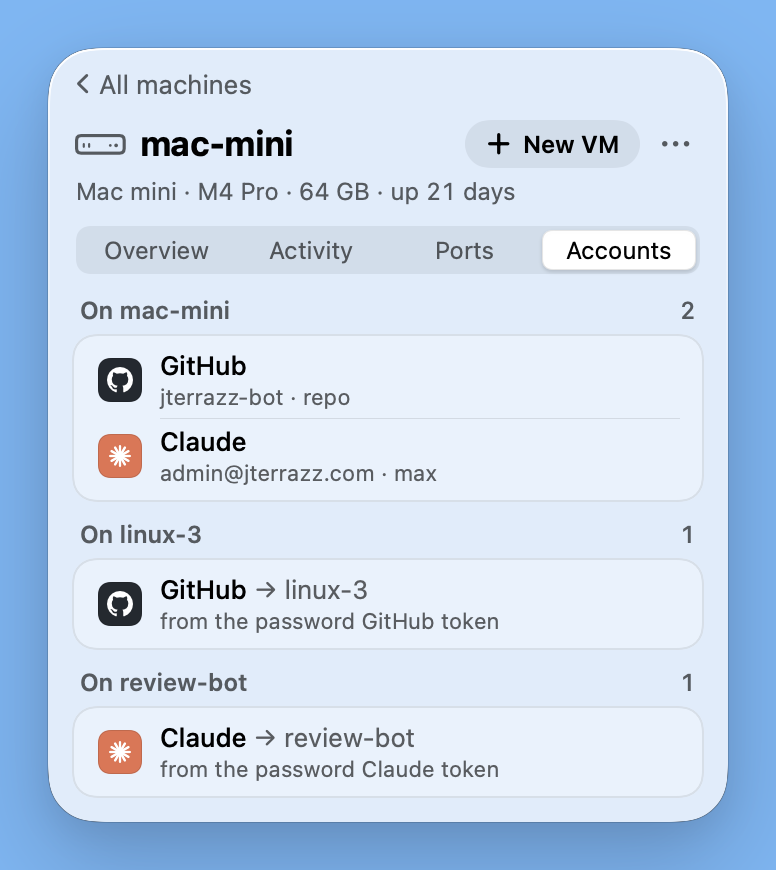 All machines
mac-mini
New VM
Mac mini · M4 Pro · 64 GB · up 21 days
Overview
Activity
Ports
Accounts
On mac-mini
2
GitHub
jterrazz-bot · repo
Claude
admin@jterrazz.com · max
On linux-3
1
GitHub → linux-3
from the password GitHub token
On review-bot
1
Claude → review-bot
from the password Claude token